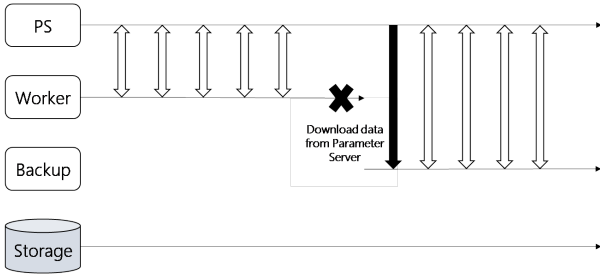 PS
Worker
Download data
from Parameter
Server
Backup
Storage